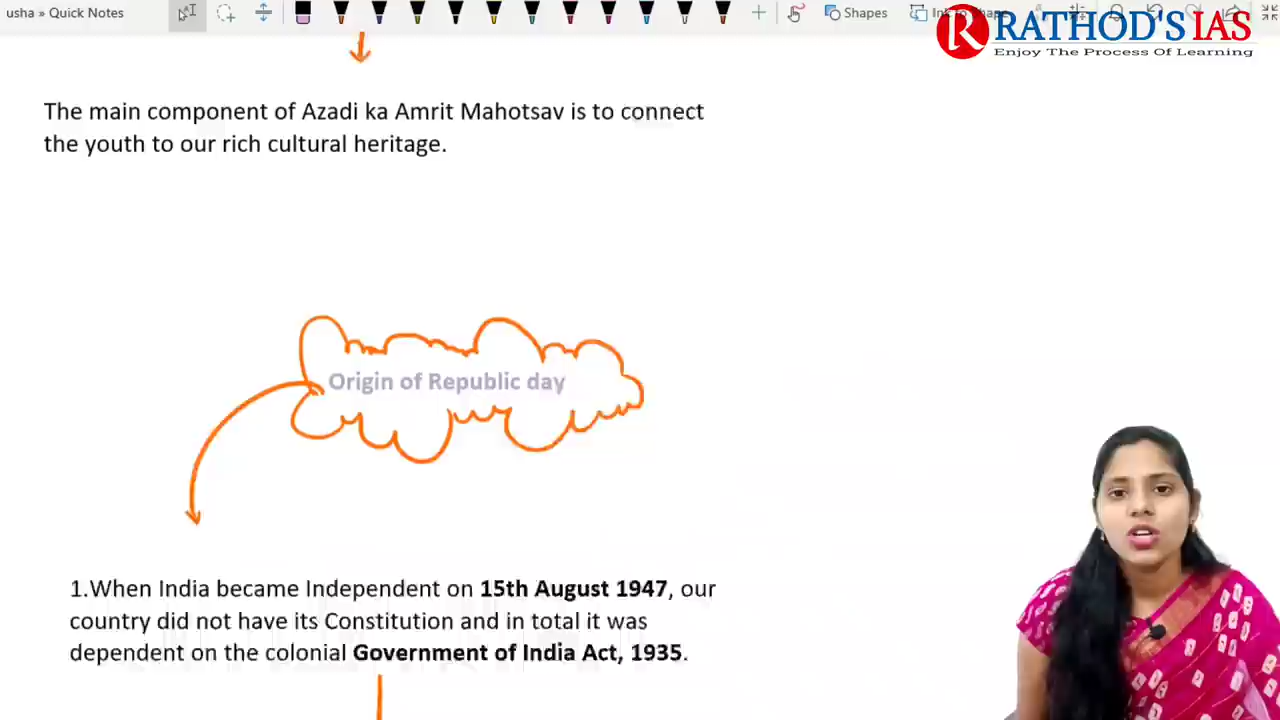 usha » Quick Notes
Shapes
RATHOD'S IAS
Enjoy The Process Of Learning
The main component of Azadi ka Amrit Mahotsav is to connect
the youth to our rich cultural heritage.
Origin of Republic day
1.When India became Independent on 15th August 1947, our
country did not have its Constitution and in total it was
dependent on the colonial Government of India Act, 1935.